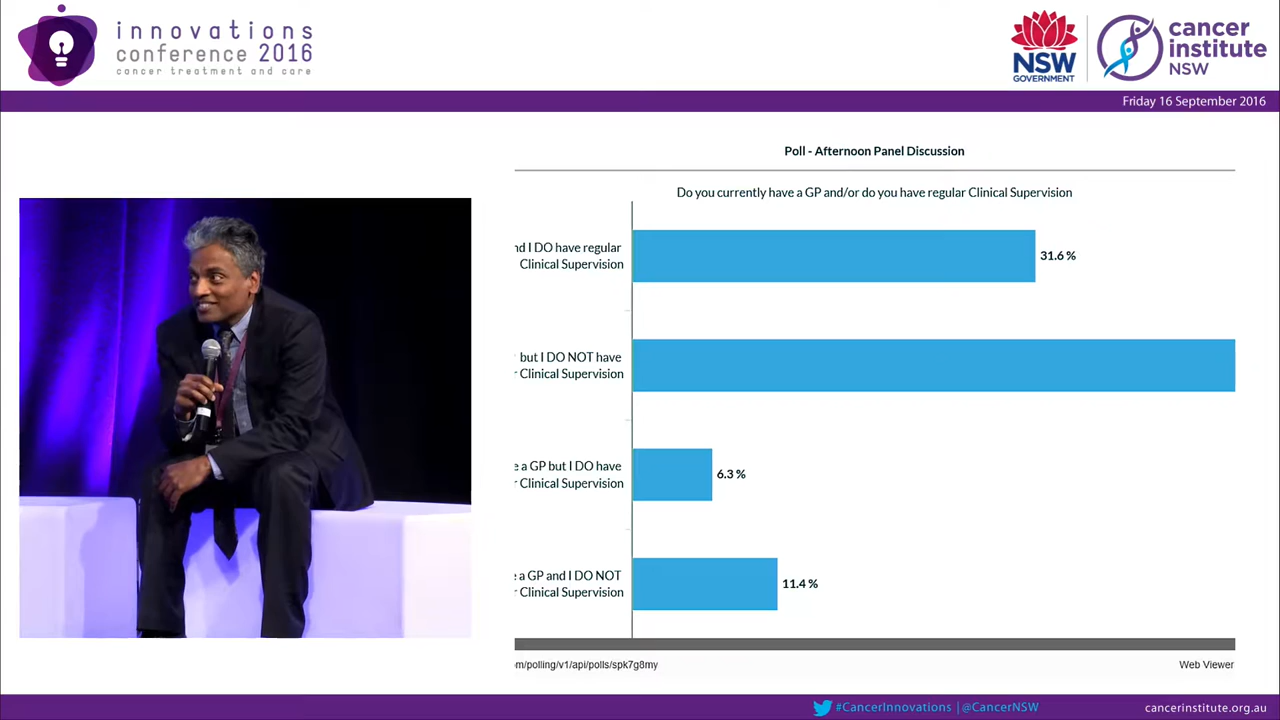 innovations
conference 2016
cancer treatment and care
NSW
GOVERNMENT
cancer
institute
NSW
Friday 16 September 2016
Poll - Afternoon Panel Discussion
Do you currently have a GP and/or do you have regular Clinical Supervision
I DO have regular
Clinical Supervision
31.6 %
but I DO NOT have
Clinical Supervision
a GP but I DO have
Clinical Supervision
6.3 %
a GP and I DO NOT
Clinical Supervision
11.4 %
m/polling/v1/api/polls/spk7g8my
Web Viewer
#CancerInnovations | @CancerNSW
cancerinstitute.org.au